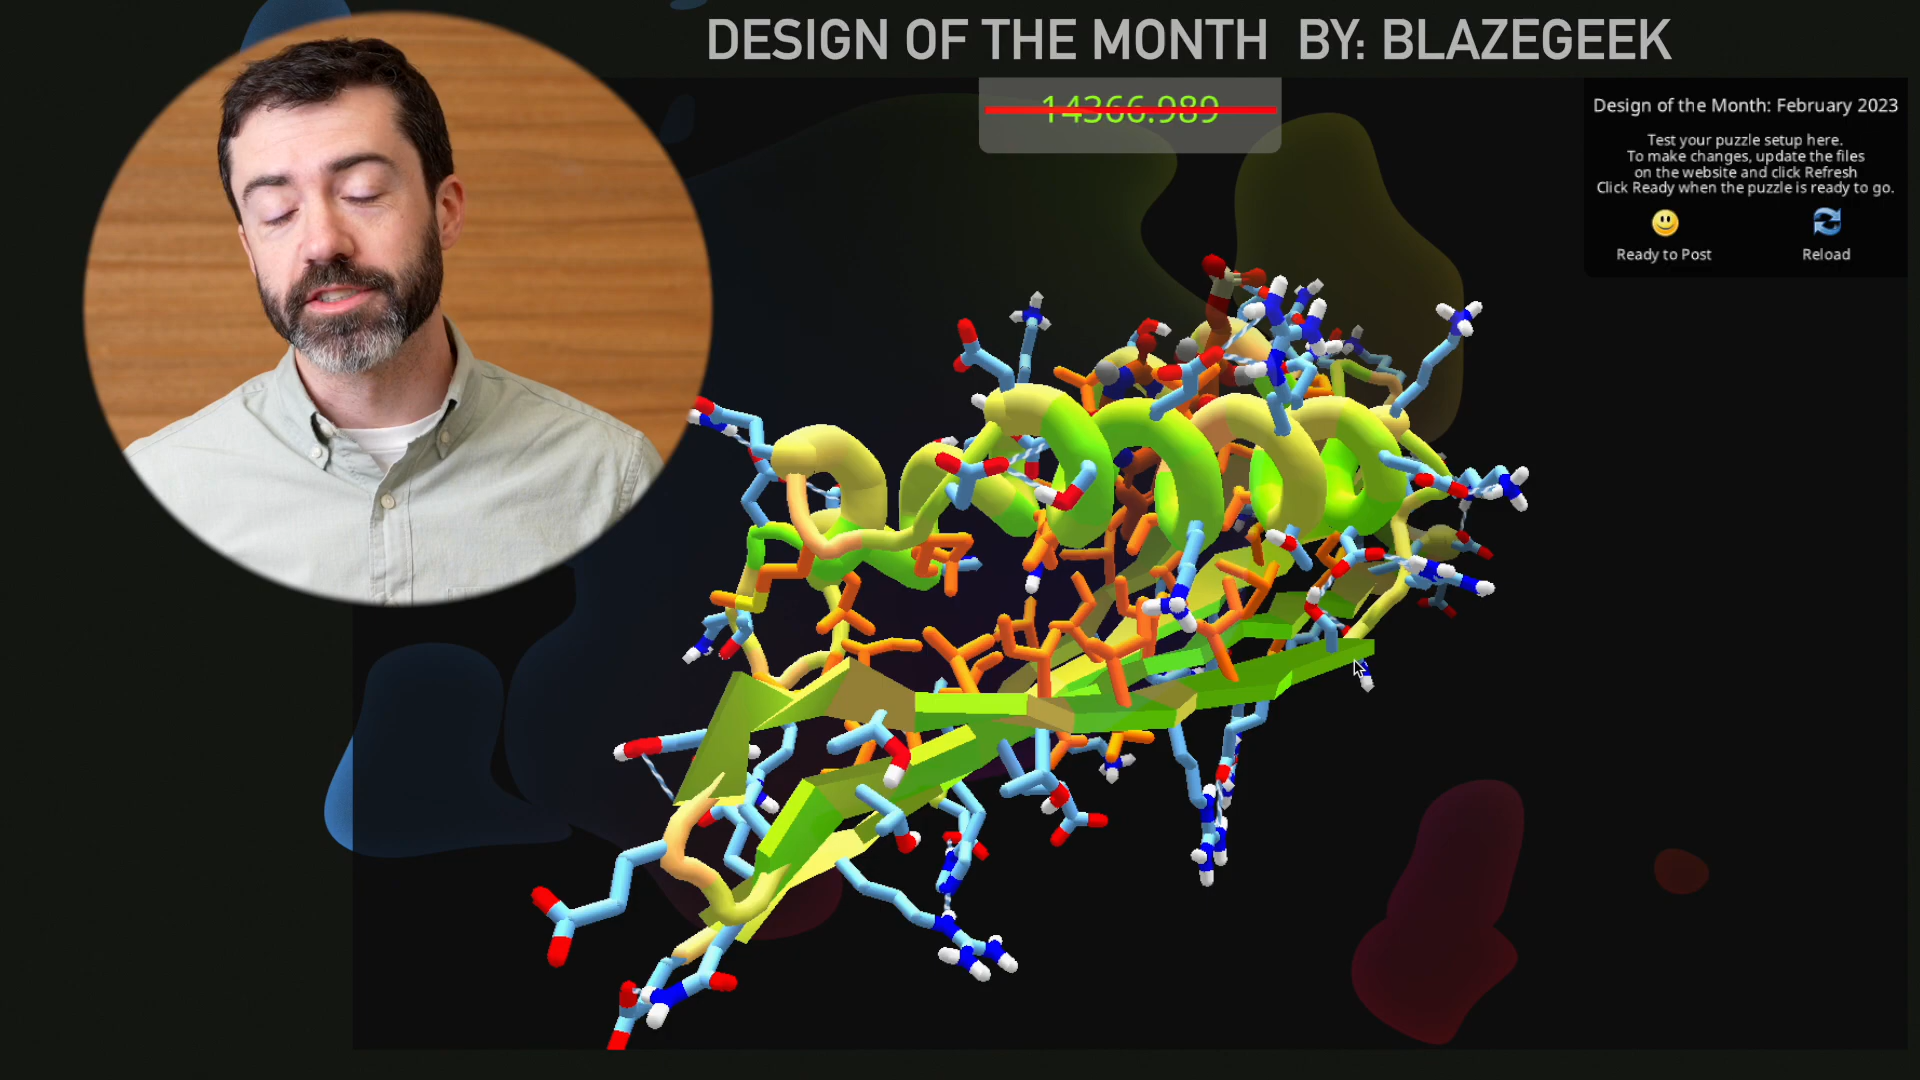 DESIGN OF THE MONTH BY: BLAZEGEEK
14366.989
Design of the Month: February 2023
Test your puzzle setup here.
To make changes, update the files
on the website and click Refresh
Click Ready when the puzzle is ready to go.
Ready to Post
Reload